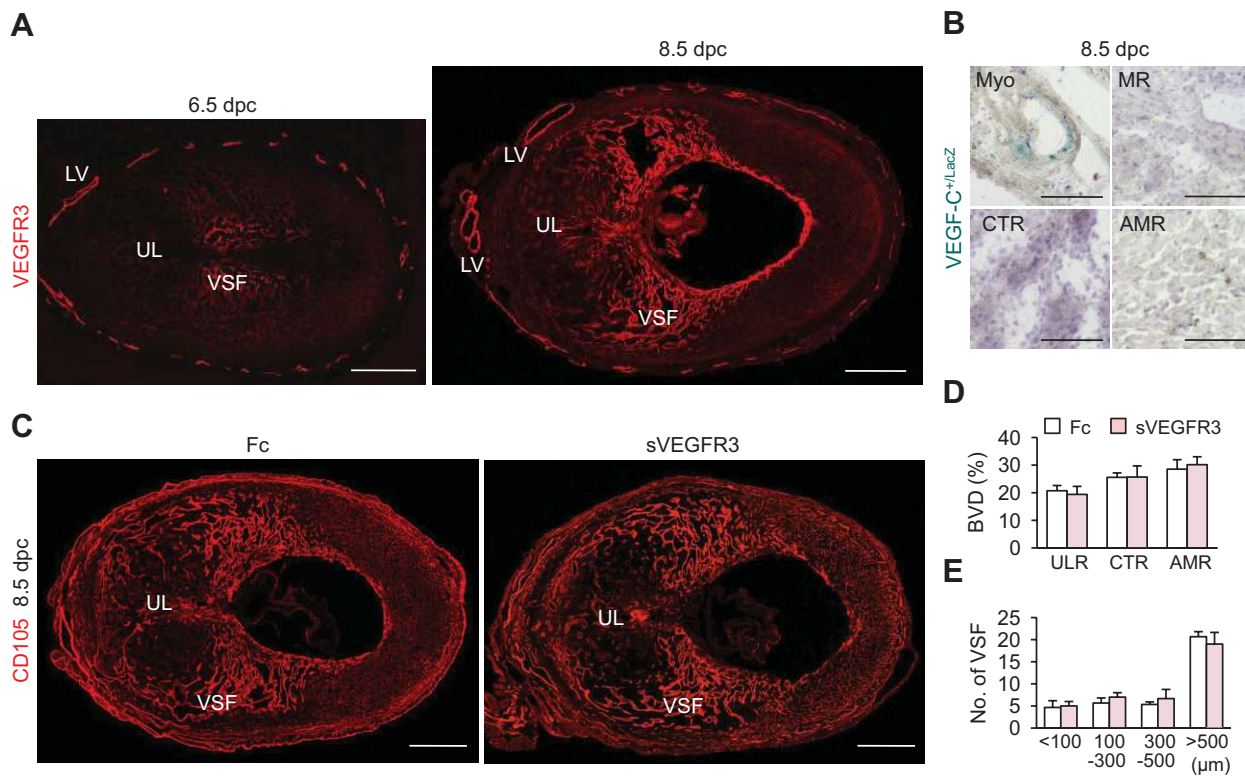 A
6.5 dpc
8.5 dpc
VEGFR3
LV
UL
VSF
LV
UL
LV
VSF
B
8.5 dpc
VEGF-C+/LacZ
Myo
MR
CTR
AMR
C
Fc
sVEGFR3
CD105 8.5 dpc
UL
VSF
UL
VSF
D
Fc
sVEGFR3
BVD (%)
40
30
20
10
0
ULR
CTR
AMR
E
No. of VSF
25
20
15
10
5
0
<100
100
-300
300
-500
>500
(µm)